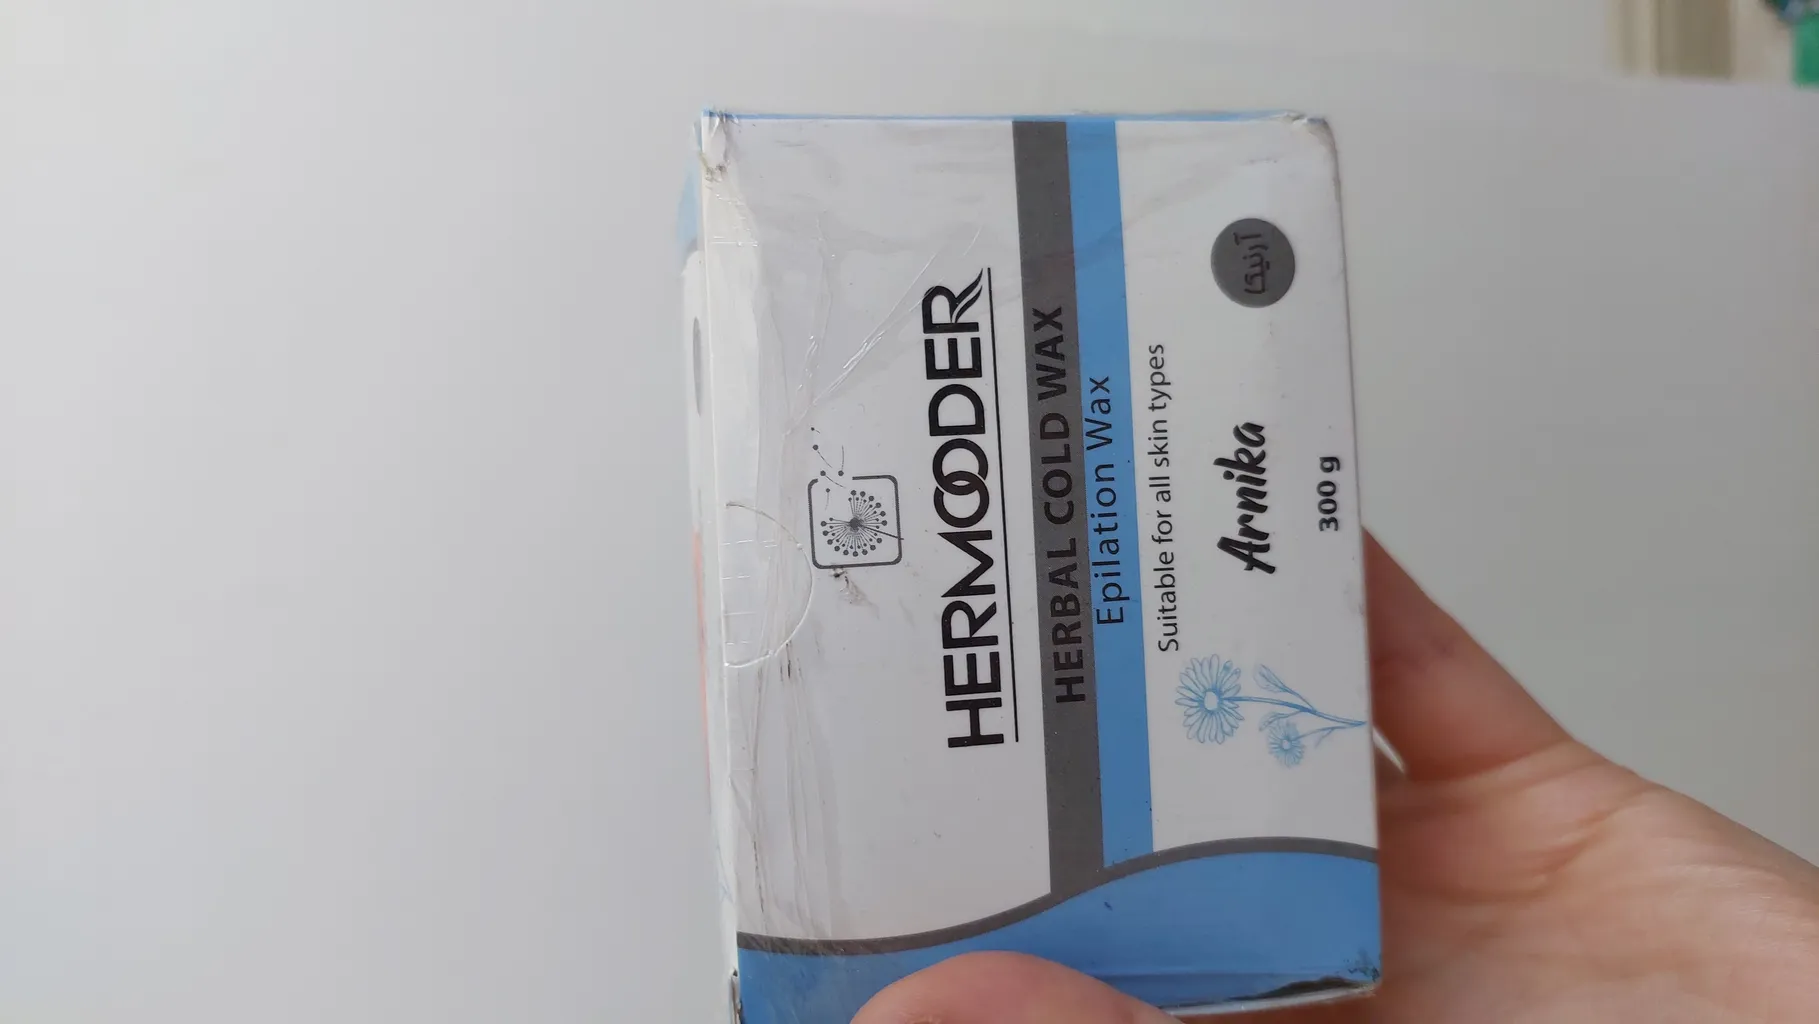 HERMOODER
HERBAL COLD WAX
Epilation Wax
Suitable for all skin types
Arnika
آرنیکا
300 g